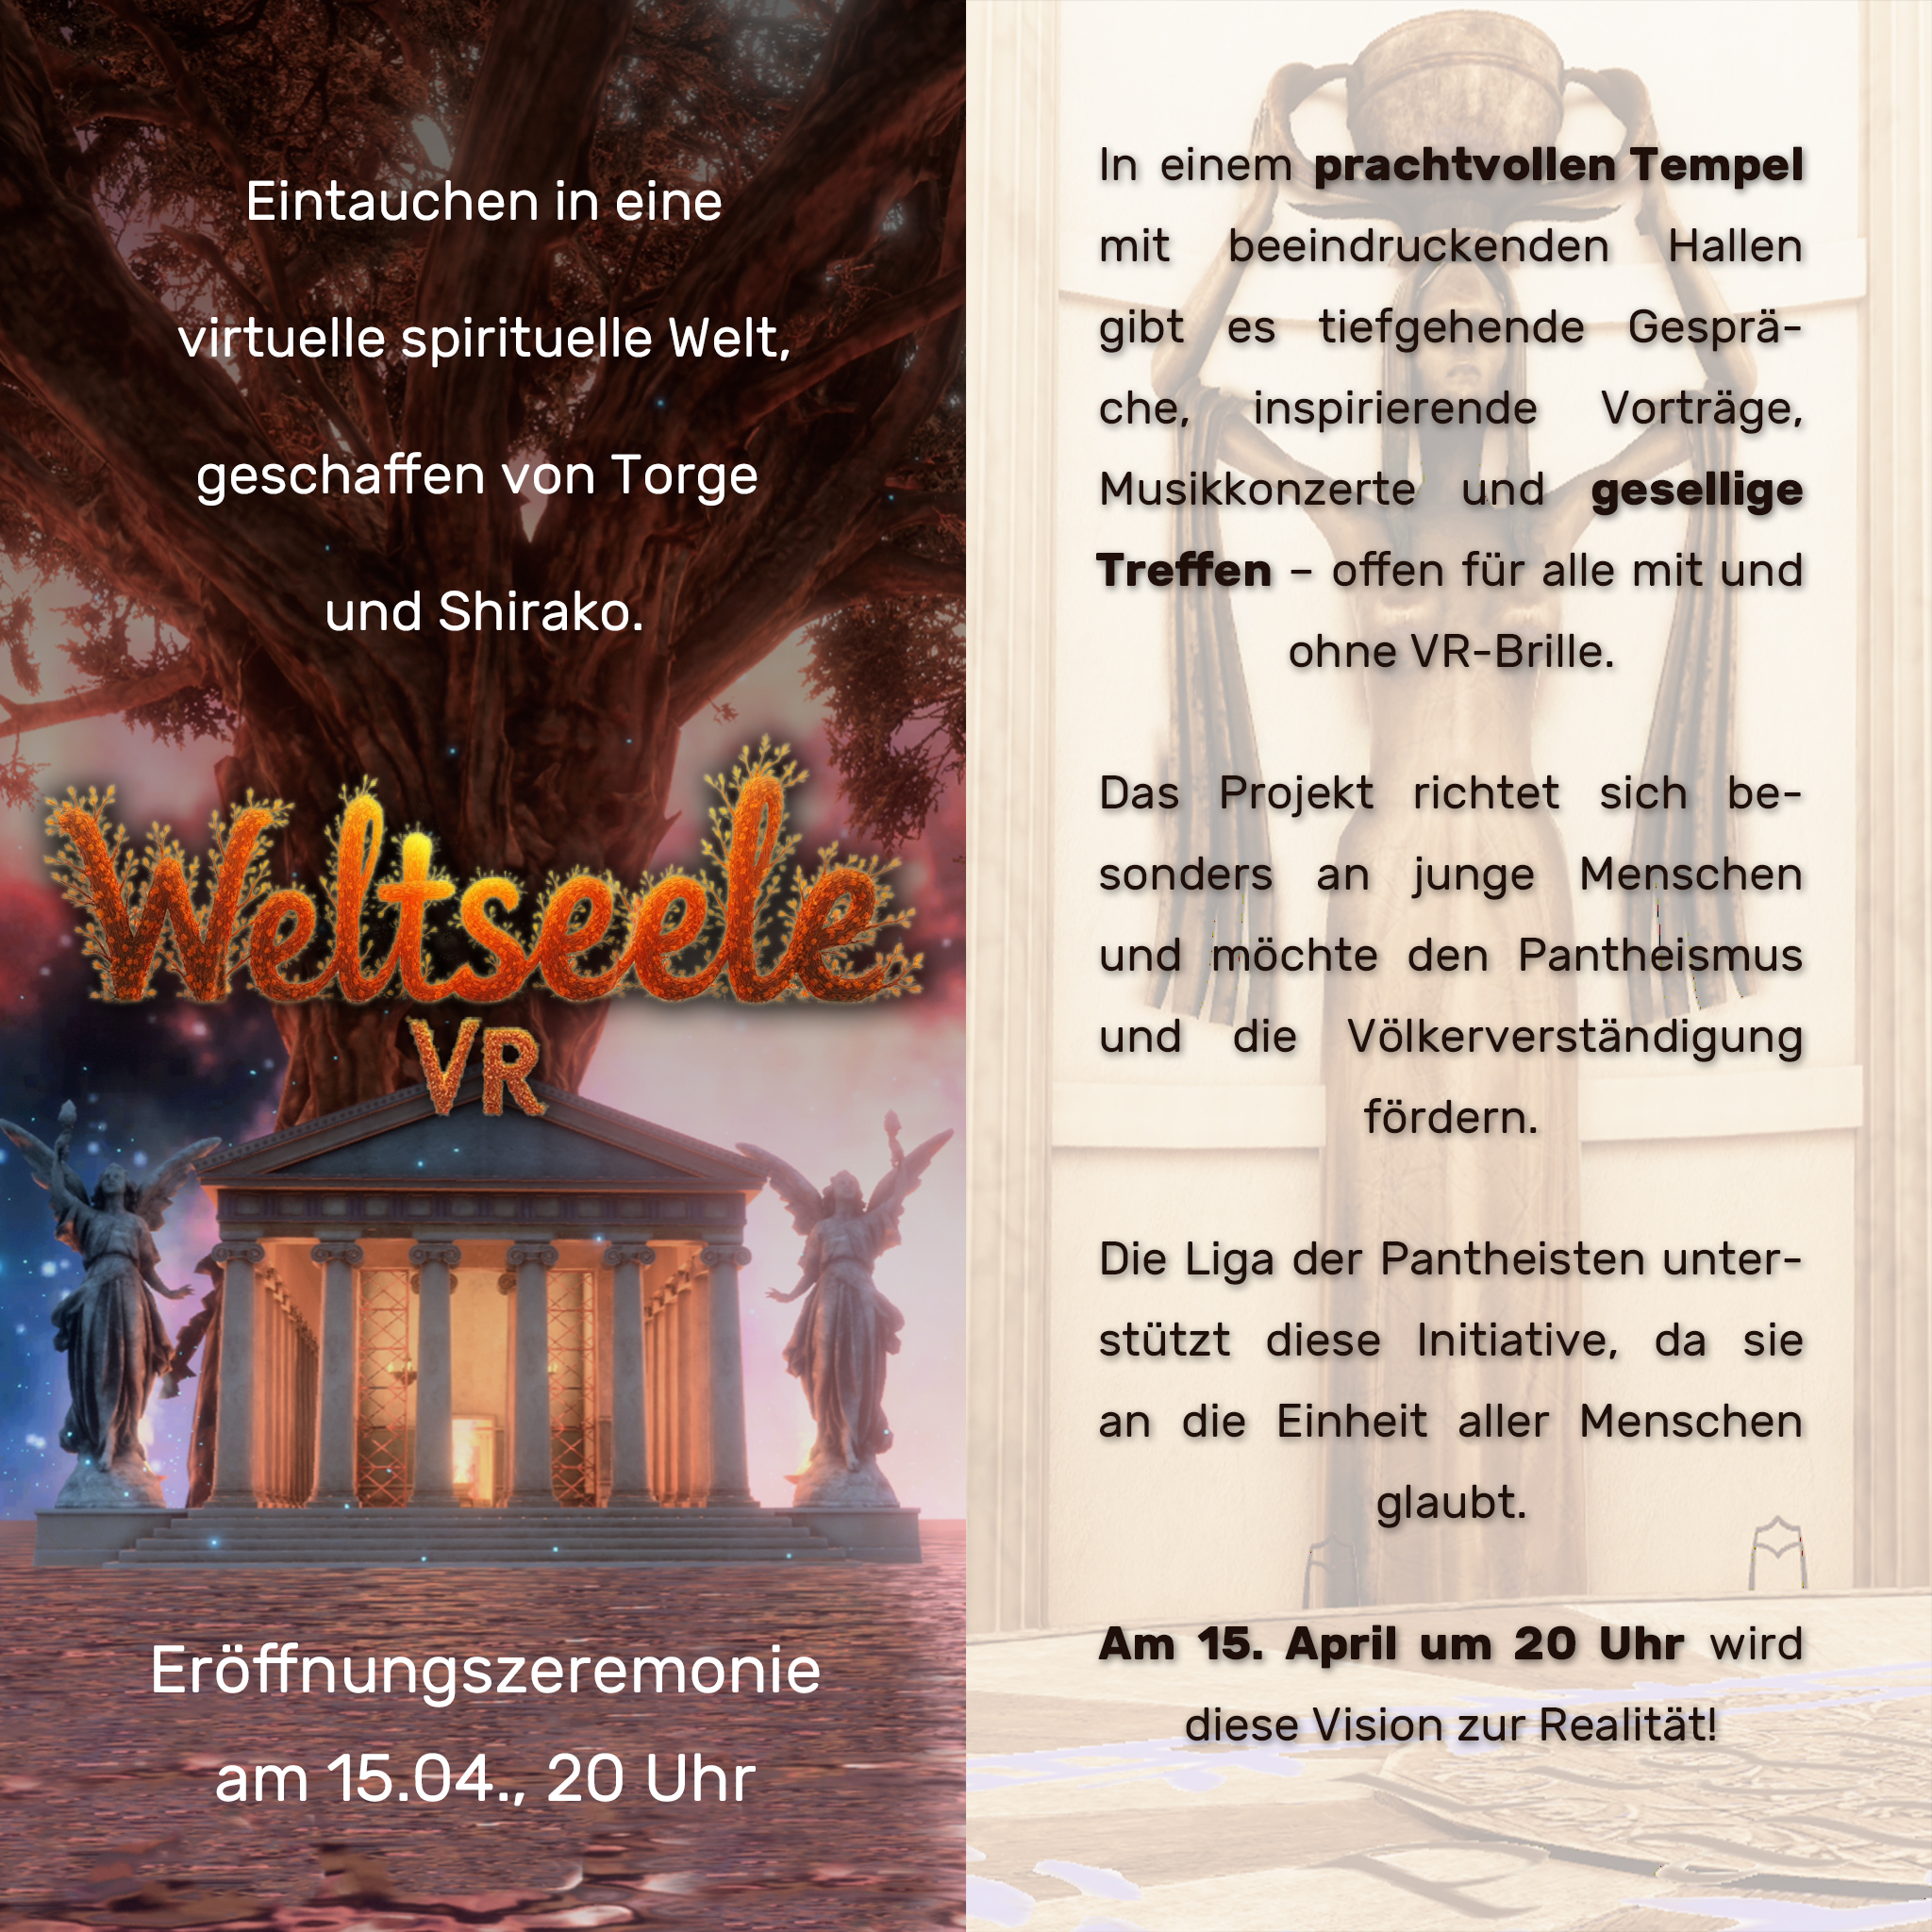 Eintauchen in eine
virtuelle spirituelle Welt,
geschaffen von Torge
und Shirako.
Weltseele
VR
Eröffnungszeremonie
am 15.04., 20 Uhr
In einem prachtvollen Tempel
mit beeindruckenden Hallen
gibt es tiefgehende Gesprä-
che, inspirierende Vorträge,
Musikkonzerte und gesellige
Treffen – offen für alle mit und
ohne VR-Brille.
Das Projekt richtet sich be-
sonders an junge Menschen
und möchte den Pantheismus
und die Völkerverständigung
fördern.
Die Liga der Pantheisten unter-
stützt diese Initiative, da sie
an die Einheit aller Menschen
glaubt.
Am 15. April um 20 Uhr wird
diese Vision zur Realität!